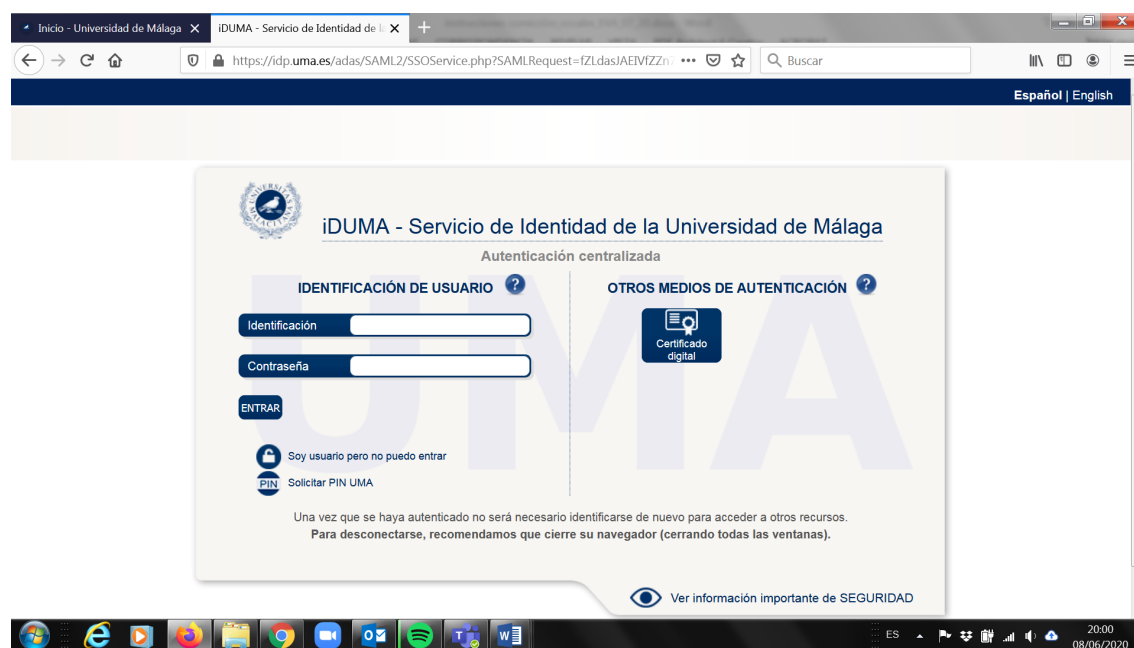 Inicio - Universidad de Málaga
iDUMA - Servicio de Identidad de l
https://idp.uma.es/adas/SAML2/SSOService.php?SAMLRequest=fZLdasJAEIVfZZn7
Buscar
Español | English
iDUMA - Servicio de Identidad de la Universidad de Málaga
Autenticación centralizada
IDENTIFICACIÓN DE USUARIO ?
OTROS MEDIOS DE AUTENTICACIÓN ?
Identificación
Certificado
digital
Contraseña
ENTRAR
Soy usuario pero no puedo entrar
PIN Solicitar PIN UMA
UMA
Una vez que se haya autenticado no será necesario identificarse de nuevo para acceder a otros recursos.
Para desconectarse, recomendamos que cierre su navegador (cerrando todas las ventanas).
Ver información importante de SEGURIDAD
ES
20:00
08/06/2020